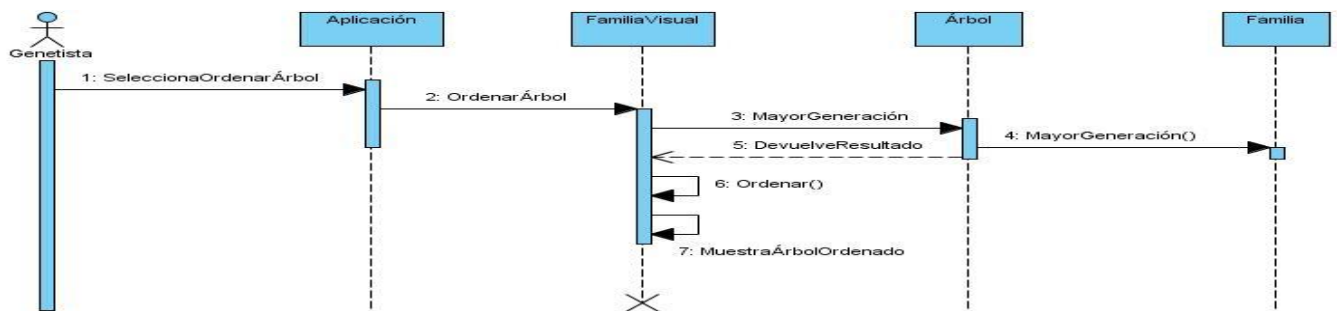 Aplicación
FamiliaVisual
Árbol
Familia
Genetista
1: SeleccionaOrdenarÁrbol
2: OrdenarÁrbol
3: MayorGeneración
4: MayorGeneración()
5: DevuelveResultado
6: Ordenar()
7: MuestraÁrbolOrdenado